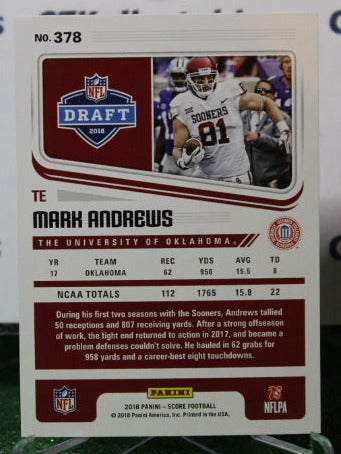 NO. 378
NFL
DRAFT
2018
SOONERS
81
TE
MARK ANDREWS
THE UNIVERSITY OF OKLAHOMA
YR TEAM REC YDS AVG TD
17 OKLAHOMA 62 958 15.5 8
NCAA TOTALS 112 1765 15.8 22
During his first two seasons with the Sooners, Andrews tallied
50 receptions and 807 receiving yards. After a strong offseason
of work, the tight end returned to action in 2017, and became a
problem defenses couldn't solve. He hauled in 62 grabs for
958 yards and a career-best eight touchdowns.
PANINI
NFL
2018 PANINI – SCORE FOOTBALL
© 2018 Panini America, Inc. Printed in the USA.
NFLPA